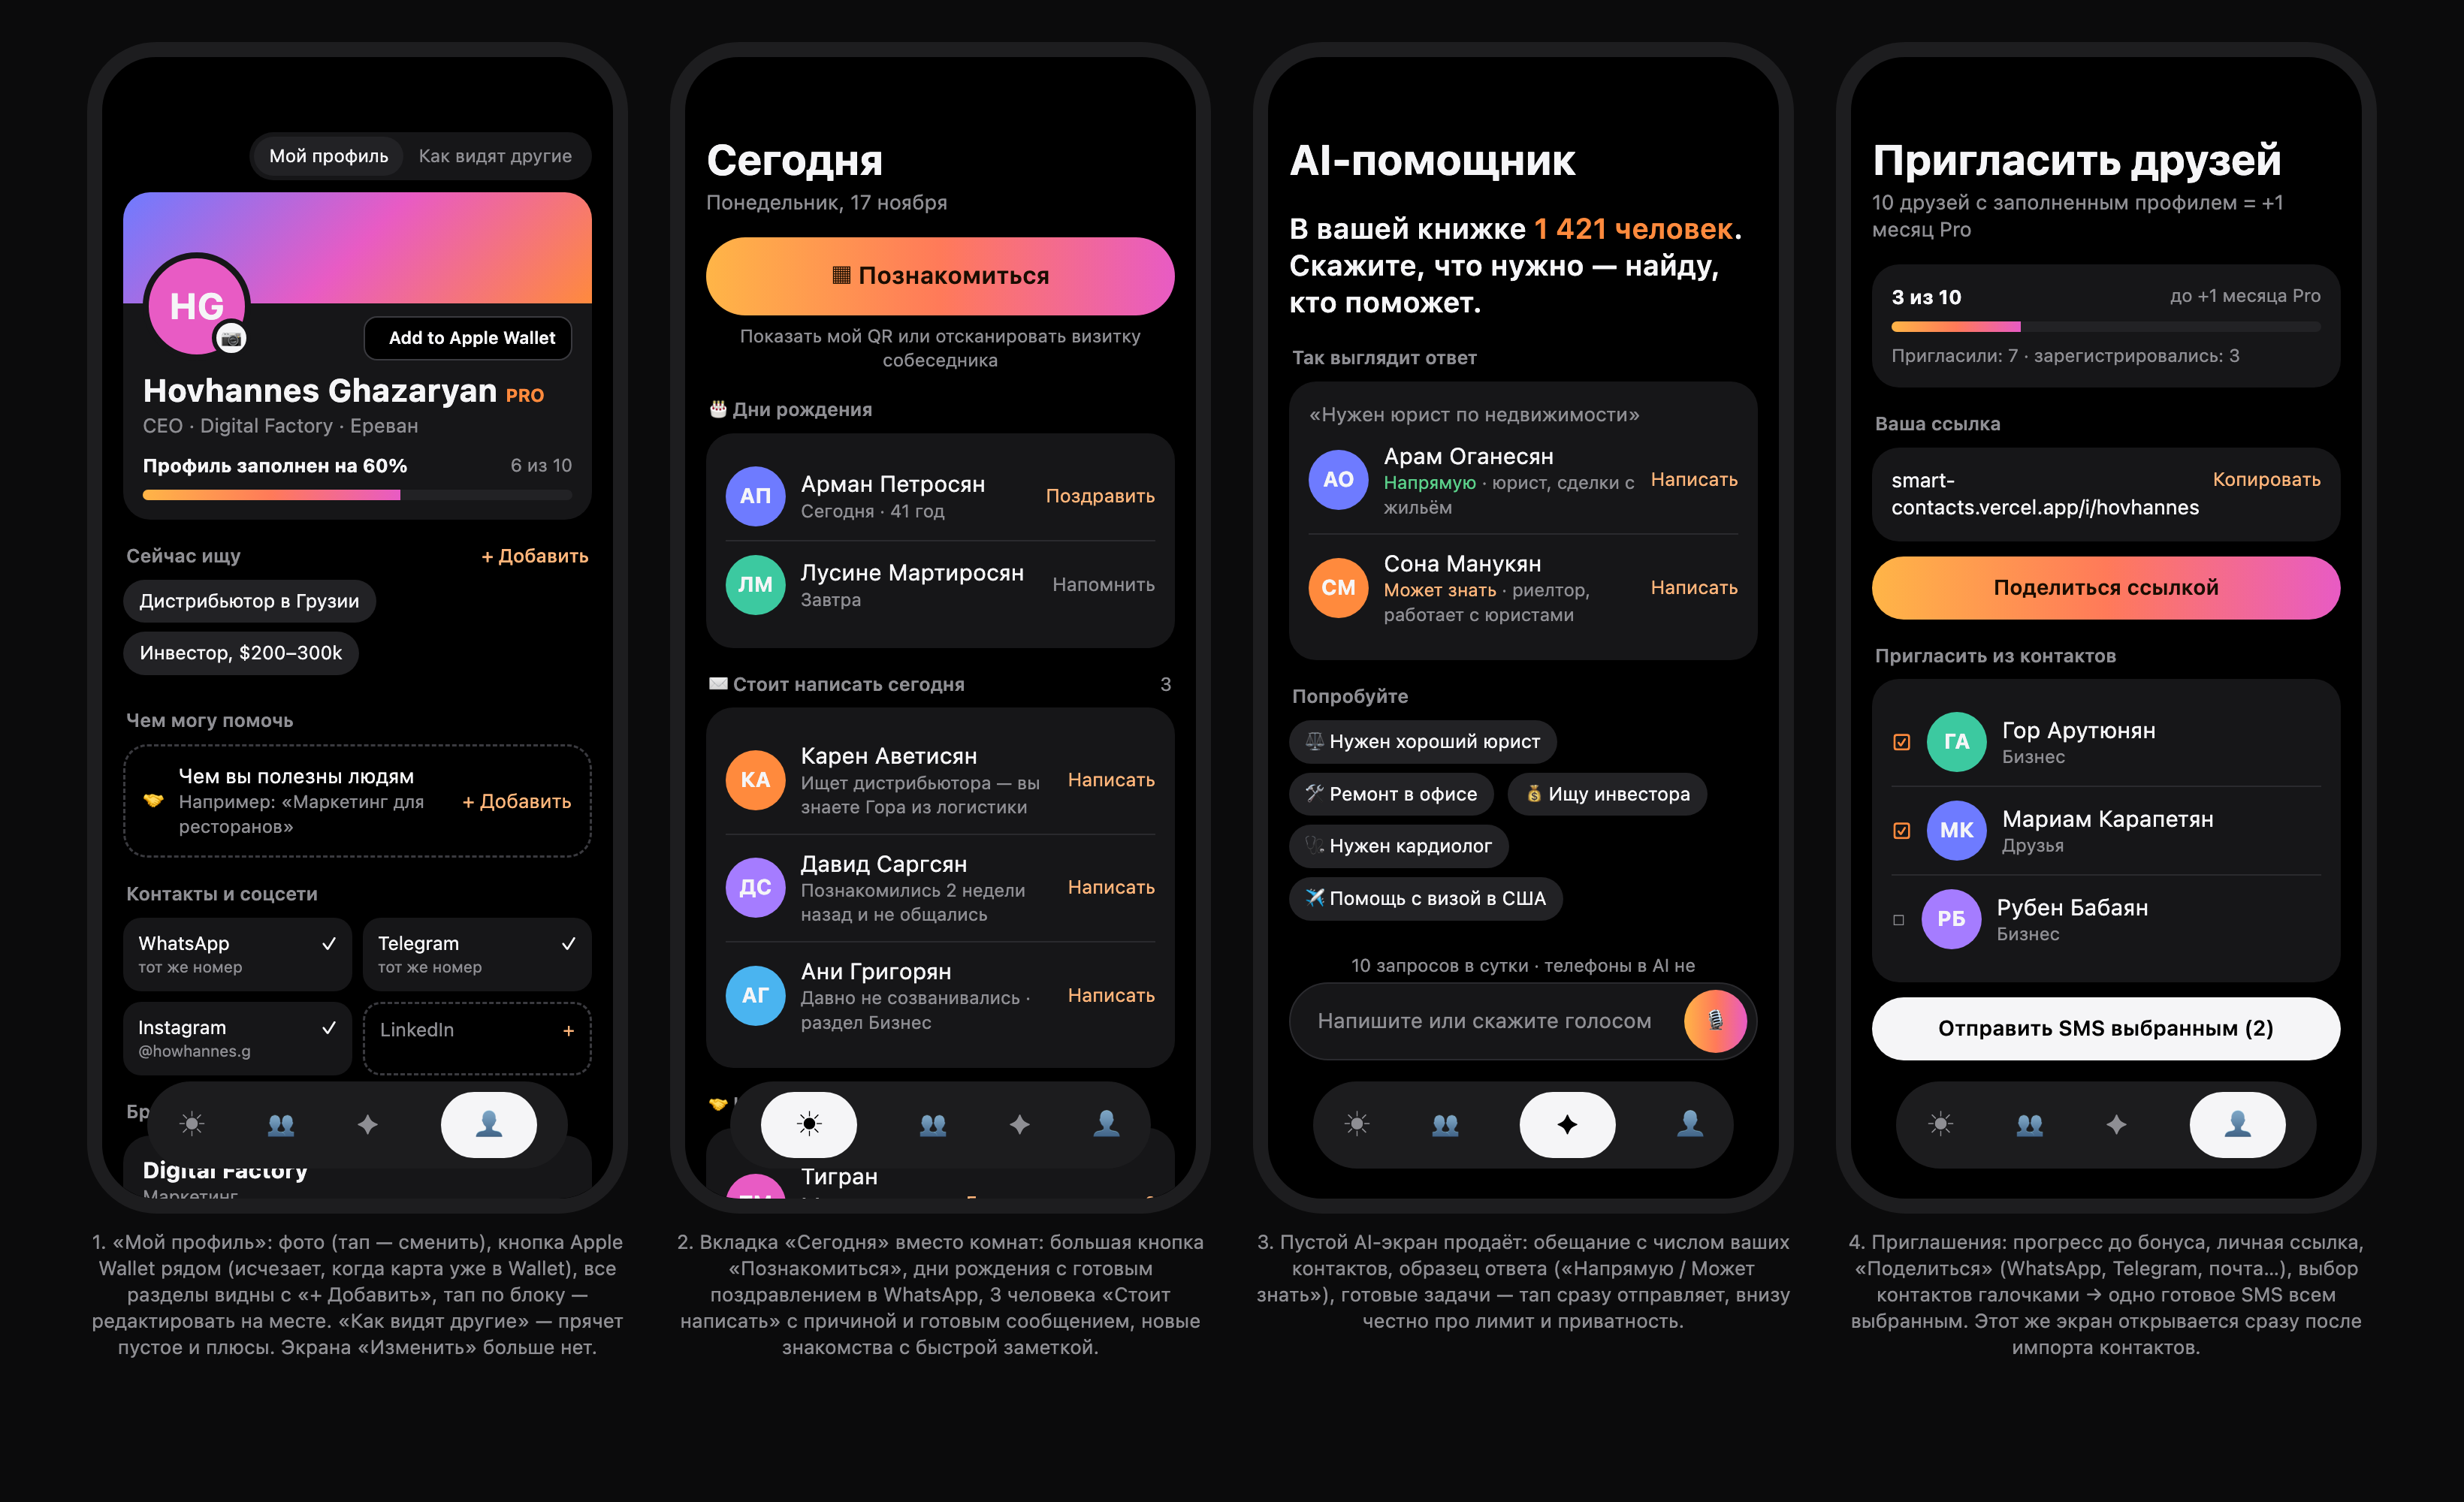 Мой профиль Как видят другие
HG
Add to Apple Wallet
Hovhannes Ghazaryan PRO
CEO · Digital Factory · Ереван
Профиль заполнен на 60% 6 из 10
Сейчас ищу + Добавить
Дистрибьютор в Грузии
Инвестор, $200–300k
Чем могу помочь
Чем вы полезны людям
Например: «Маркетинг для
ресторанов»
+ Добавить
Контакты и соцсети
WhatsApp ✓
тот же номер
Telegram ✓
тот же номер
Instagram ✓
@howhannes.g
LinkedIn +
Digital Factory
Маркетинг
1. «Мой профиль»: фото (тап — сменить), кнопка Apple
Wallet рядом (исчезает, когда карта уже в Wallet), все
разделы видны с «+ Добавить», тап по блоку —
редактировать на месте. «Как видят другие» — прячет
пустое и плюсы. Экрана «Изменить» больше нет.
Сегодня
Понедельник, 17 ноября
Познакомиться
Показать мой QR или отсканировать визитку
собеседника
Дни рождения
АП
Арман Петросян
Сегодня · 41 год
Поздравить
ЛМ
Лусине Мартиросян
Завтра
Напомнить
Стоит написать сегодня 3
КА
Карен Аветисян
Ищет дистрибьютора — вы
знаете Гора из логистики
Написать
ДС
Давид Саргсян
Познакомились 2 недели
назад и не общались
Написать
АГ
Ани Григорян
Давно не созванивались ·
раздел Бизнес
Написать
Тигран
2. Вкладка «Сегодня» вместо комнат: большая кнопка
«Познакомиться», дни рождения с готовым
поздравлением в WhatsApp, 3 человека «Стоит
написать» с причиной и готовым сообщением, новые
знакомства с быстрой заметкой.
AI-помощник
В вашей книжке 1 421 человек.
Скажите, что нужно — найду,
кто поможет.
Так выглядит ответ
«Нужен юрист по недвижимости»
АО
Арам Оганесян
Напрямую · юрист, сделки с
жильём
Написать
СМ
Сона Манукян
Может знать · риелтор,
работает с юристами
Написать
Попробуйте
Нужен хороший юрист
Ремонт в офисе
Ищу инвестора
Нужен кардиолог
Помощь с визой в США
10 запросов в сутки · телефоны в AI не
Напишите или скажите голосом
3. Пустой AI-экран продаёт: обещание с числом ваших
контактов, образец ответа («Напрямую / Может
знать»), готовые задачи — тап сразу отправляет, внизу
честно про лимит и приватность.
Пригласить друзей
10 друзей с заполненным профилем = +1
месяц Pro
3 из 10 до +1 месяца Pro
Пригласили: 7 · зарегистрировались: 3
Ваша ссылка
smart-
contacts.vercel.app/i/hovhannes
Копировать
Поделиться ссылкой
Пригласить из контактов
ГА
Гор Арутюнян
Бизнес
МК
Мариам Карапетян
Друзья
РБ
Рубен Бабаян
Бизнес
Отправить SMS выбранным (2)
4. Приглашения: прогресс до бонуса, личная ссылка,
«Поделиться» (WhatsApp, Telegram, почта…), выбор
контактов галочками → одно готовое SMS всем
выбранным. Этот же экран открывается сразу после
импорта контактов.